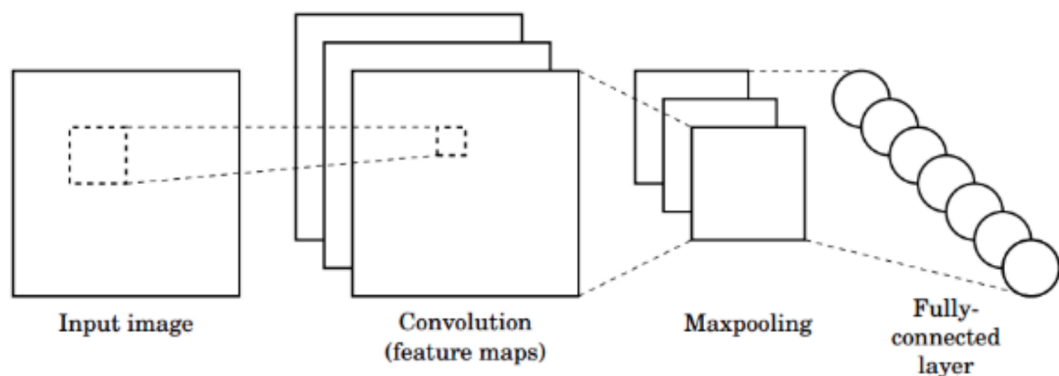 Input image
Convolution
(feature maps)
Maxpooling
Fully-
connected
layer